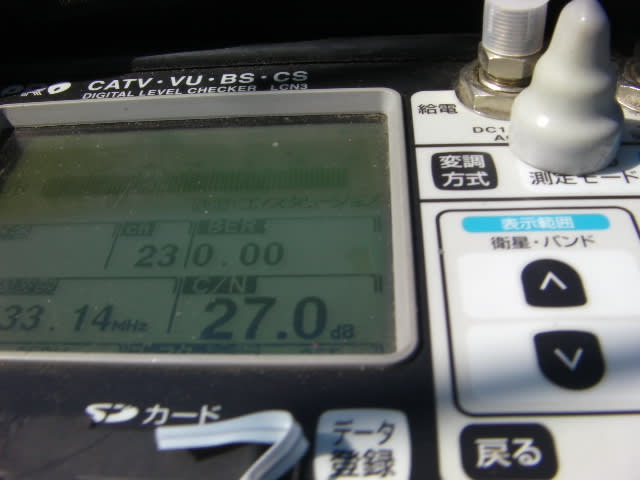 CATV・VU・BS・CS
DIGITAL LEVEL CHECKER LCN3
給電
変調
方式
測定モード
表示範囲
衛星・バンド
CH
BER
23
0.00
C/N
33.14MHz
27.0dB
SDカード
データ
登録
戻る